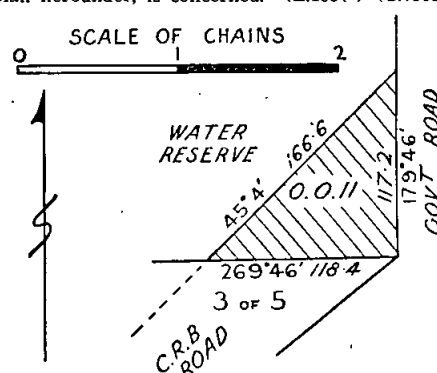 SCALE OF CHAINS
0 1 2
WATER
RESERVE
45° 4' 166·6
0.0.11
117·2
179° 46'
GOVT ROAD
269° 46' 118·4
3 OF 5
C.R.B
ROAD